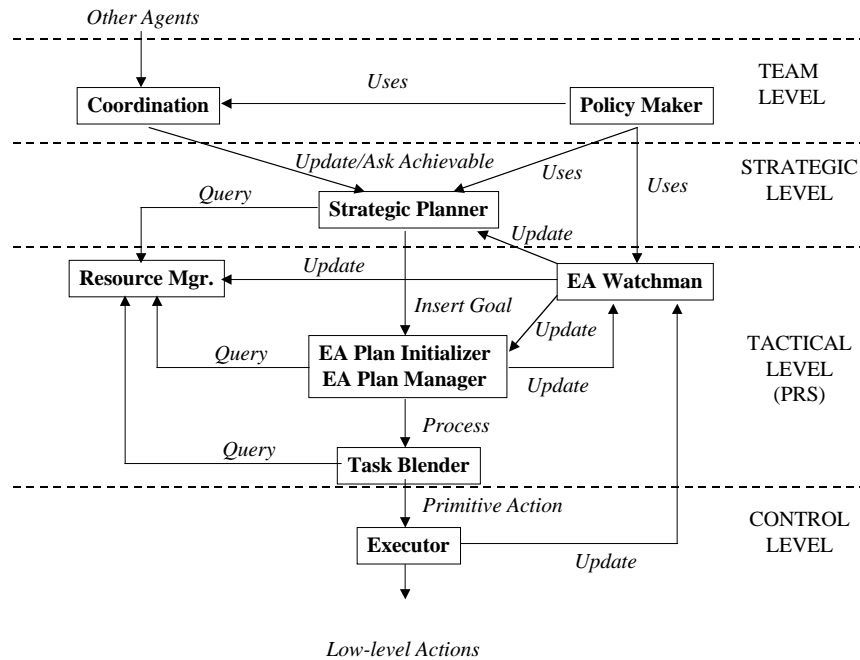 Other Agents
TEAM
LEVEL
Uses
Coordination
Policy Maker
Update/Ask Achievable
Uses
Uses
STRATEGIC
LEVEL
Query
Strategic Planner
Update
Resource Mgr.
Update
EA Watchman
Insert Goal
Update
TACTICAL
LEVEL
(PRS)
Query
EA Plan Initializer
EA Plan Manager
Update
Process
Query
Task Blender
Primitive Action
CONTROL
LEVEL
Executor
Update
Low-level Actions